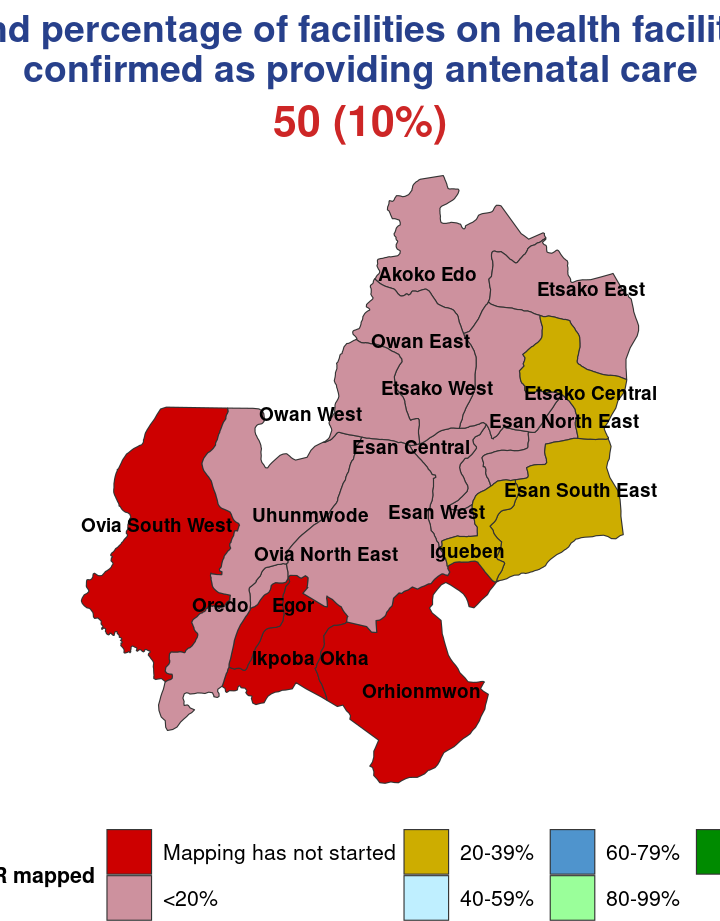 percentage of facilities on health
confirmed as providing antenatal care
50 (10%)
Akoko Edo
Etsako East
Owan East
Etsako West
Etsako Central
Owan West
Esan North East
Esan Central
Esan South East
Uhunmwode
Esan West
Ovia South West
Ovia North East
Igueben
Oredo
Egor
Ikpoba Okha
Orhionmwon
R mapped
Mapping has not started
20-39%
60-79%
<20%
40-59%
80-99%